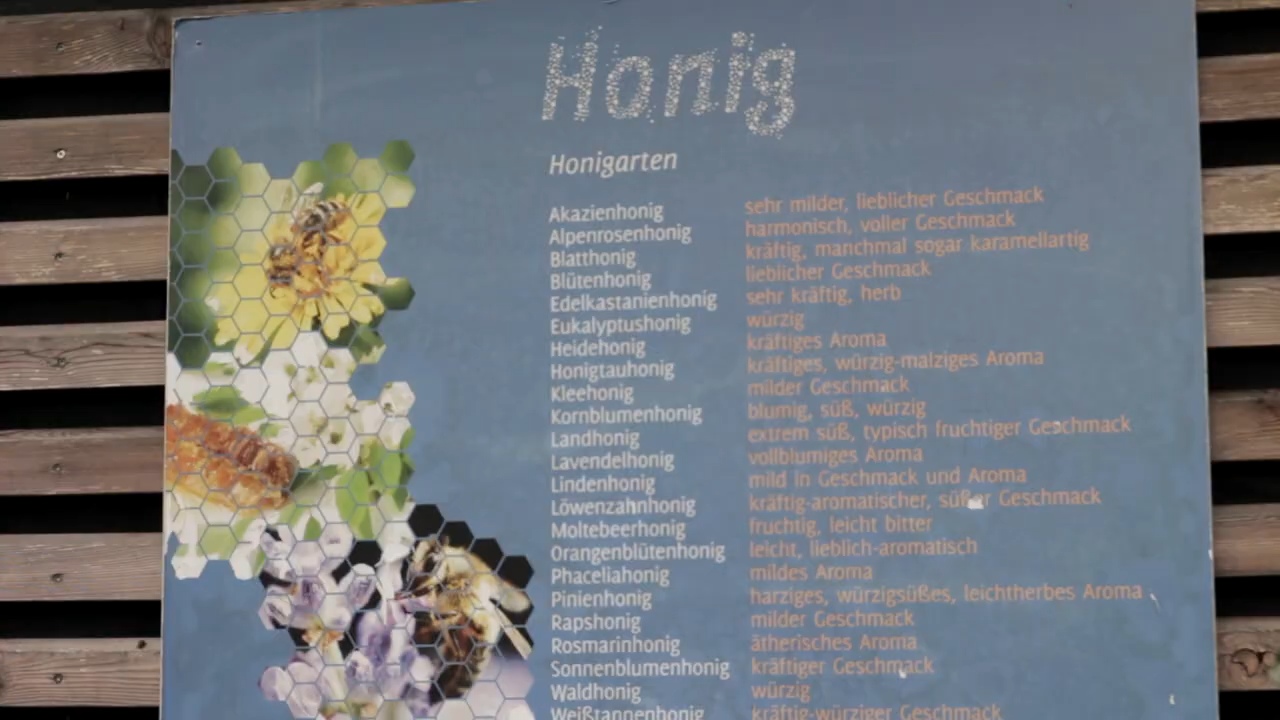 Honig
Honigarten
Akazienhonig sehr milder, lieblicher Geschmack
Alpenrosenhonig harmonisch, voller Geschmack
Blatthonig kräftig, manchmal sogar karamellartig
Blütenhonig lieblicher Geschmack
Edelkastanienhonig sehr kräftig, herb
Eukalyptushonig würzig
Heidehonig kräftiges Aroma
Honigtauhonig kräftiges, würzig-malziges Aroma
Kleehonig milder Geschmack
Kornblumenhonig blumig, süß, würzig
Landhonig extrem süß, typisch fruchtiger Geschmack
Lavendelhonig vollblumiges Aroma
Lindenhonig mild in Geschmack und Aroma
Löwenzahnhonig kräftig-aromatischer, süßer Geschmack
Moltebeerhonig fruchtig, leicht bitter
Orangenblütenhonig leicht, lieblich-aromatisch
Phaceliahonig mildes Aroma
Pinienhonig harziges, würzigsüßes, leichtherbes Aroma
Rapshonig milder Geschmack
Rosmarinhonig ätherisches Aroma
Sonnenblumenhonig kräftiger Geschmack
Waldhonig würzig
Weißtannenhonig kräftig-würziger Geschmack